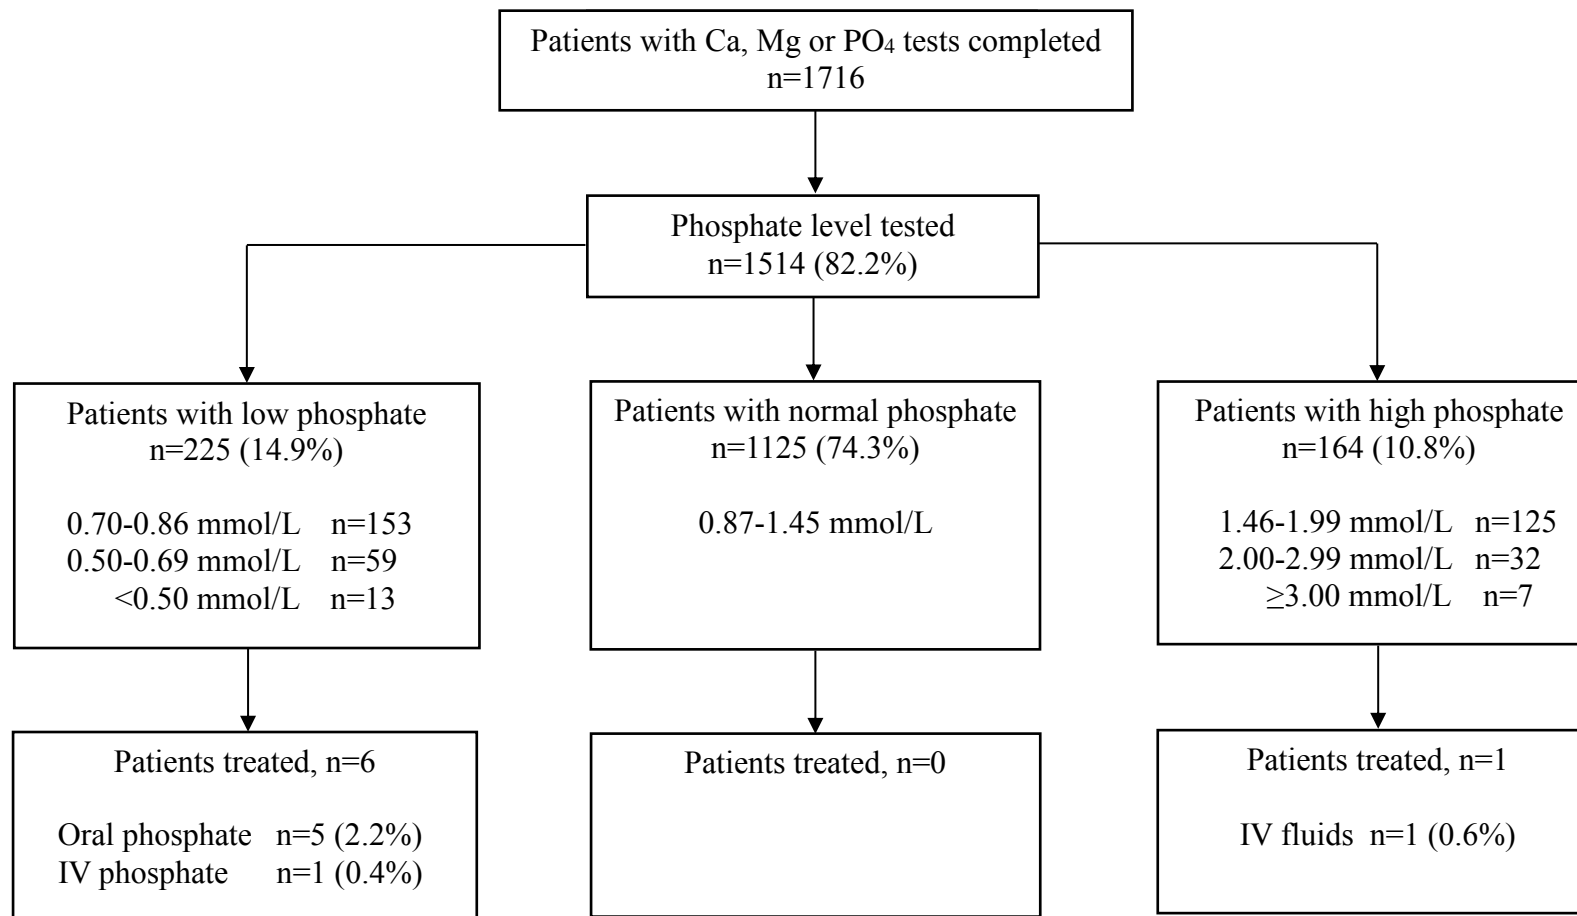 Patients with Ca, Mg or PO₄ tests completed
n=1716
Phosphate level tested
n=1514 (82.2%)
Patients with low phosphate
n=225 (14.9%)
0.70-0.86 mmol/L n=153
0.50-0.69 mmol/L n=59
<0.50 mmol/L n=13
Patients with normal phosphate
n=1125 (74.3%)
0.87-1.45 mmol/L
Patients with high phosphate
n=164 (10.8%)
1.46-1.99 mmol/L n=125
2.00-2.99 mmol/L n=32
≥3.00 mmol/L n=7
Patients treated, n=6
Oral phosphate n=5 (2.2%)
IV phosphate n=1 (0.4%)
Patients treated, n=0
Patients treated, n=1
IV fluids n=1 (0.6%)